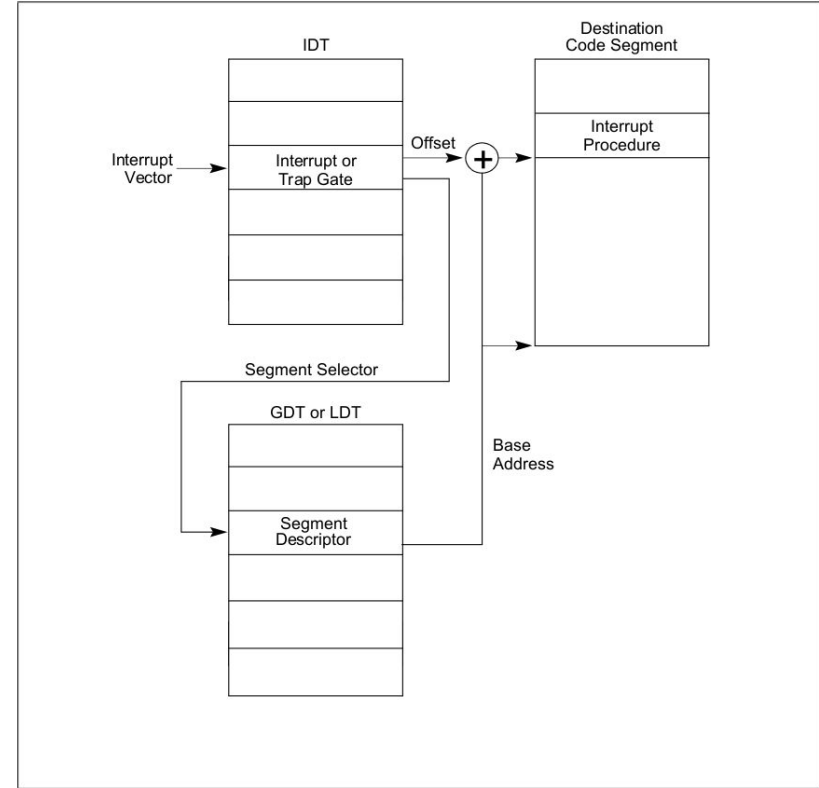 IDT
Destination
Code Segment
Interrupt
Vector
Interrupt or
Trap Gate
Offset
+
Interrupt
Procedure
Segment Selector
GDT or LDT
Base
Address
Segment
Descriptor